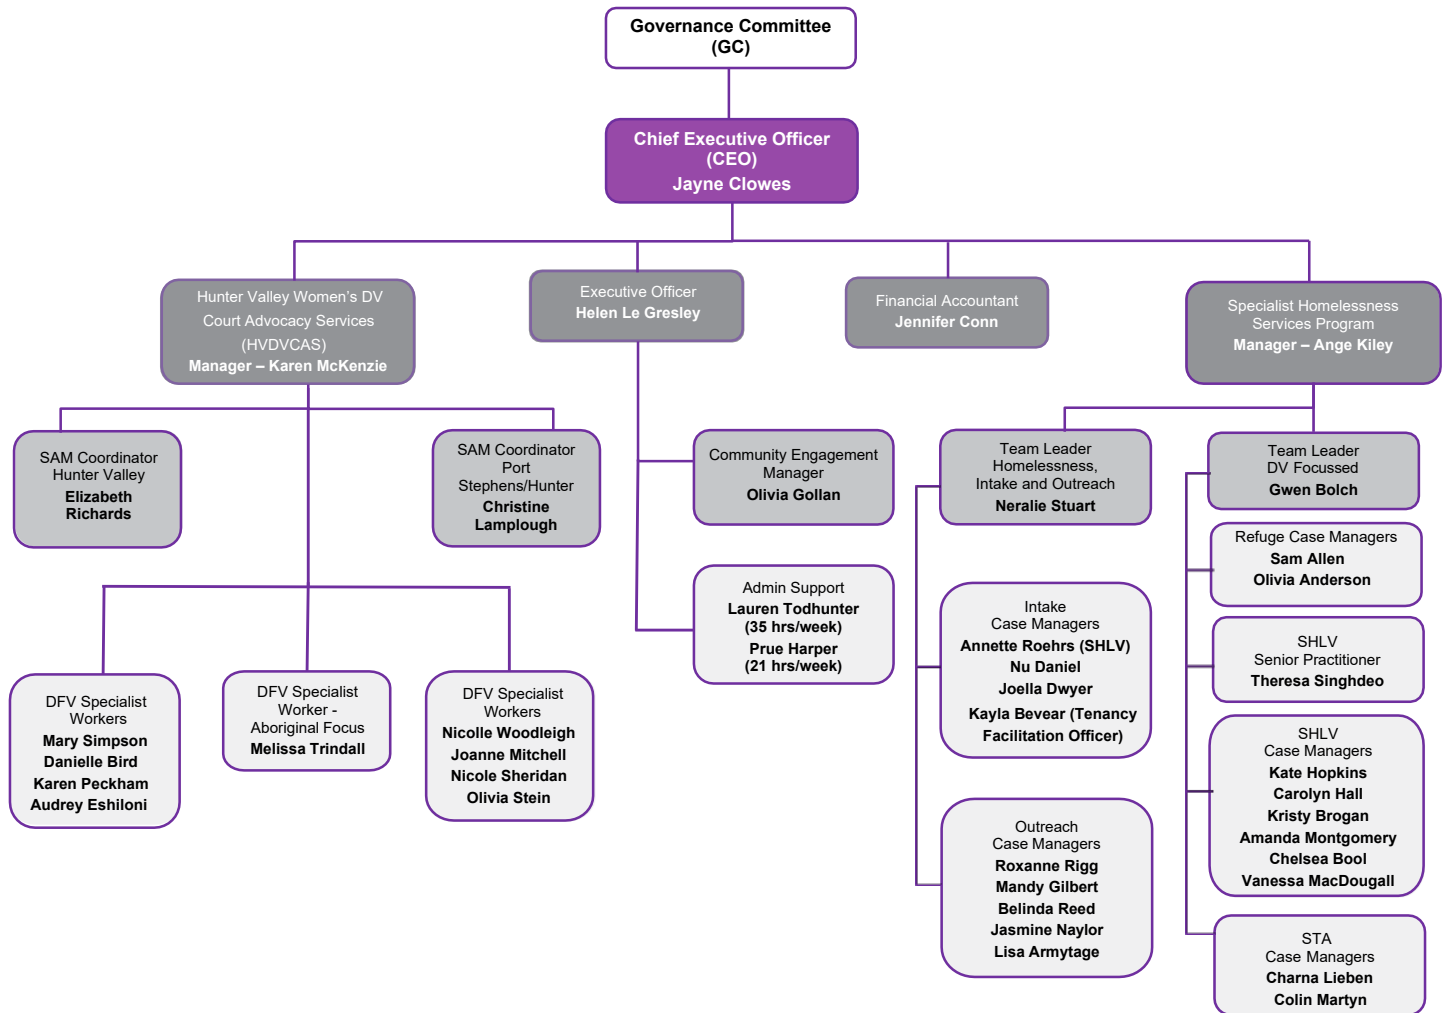 Governance Committee
(GC)
Chief Executive Officer
(CEO)
Jayne Clowes
Hunter Valley Women's DV
Court Advocacy Services
(HVDVCAS)
Manager – Karen McKenzie
Executive Officer
Helen Le Gresley
Financial Accountant
Jennifer Conn
Specialist Homelessness
Services Program
Manager – Ange Kiley
SAM Coordinator
Hunter Valley
Elizabeth
Richards
SAM Coordinator
Port
Stephens/Hunter
Christine
Lamplough
Community Engagement
Manager
Olivia Gollan
Team Leader
Homelessness,
Intake and Outreach
Neralie Stuart
Team Leader
DV Focussed
Gwen Bolch
Admin Support
Lauren Todhunter
(35 hrs/week)
Prue Harper
(21 hrs/week)
Intake
Case Managers
Annette Roehrs (SHLV)
Nu Daniel
Joella Dwyer
Kayla Bevear (Tenancy
Facilitation Officer)
Refuge Case Managers
Sam Allen
Olivia Anderson
SHLV
Senior Practitioner
Theresa Singhdeo
DFV Specialist
Workers
Mary Simpson
Danielle Bird
Karen Peckham
Audrey Eshiloni
DFV Specialist
Worker -
Aboriginal Focus
Melissa Trindall
DFV Specialist
Workers
Nicolle Woodleigh
Joanne Mitchell
Nicole Sheridan
Olivia Stein
Outreach
Case Managers
Roxanne Rigg
Mandy Gilbert
Belinda Reed
Jasmine Naylor
Lisa Armytage
SHLV
Case Managers
Kate Hopkins
Carolyn Hall
Kristy Brogan
Amanda Montgomery
Chelsea Bool
Vanessa MacDougall
STA
Case Managers
Charna Lieben
Colin Martyn